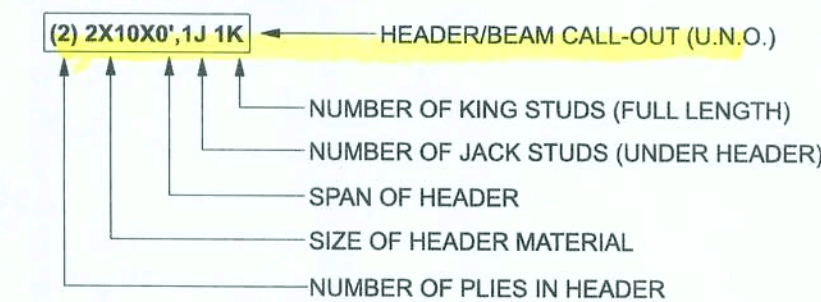 (2) 2X10X0',1J 1K HEADER/BEAM CALL-OUT (U.N.O.)
NUMBER OF KING STUDS (FULL LENGTH)
NUMBER OF JACK STUDS (UNDER HEADER)
SPAN OF HEADER
SIZE OF HEADER MATERIAL
NUMBER OF PLIES IN HEADER